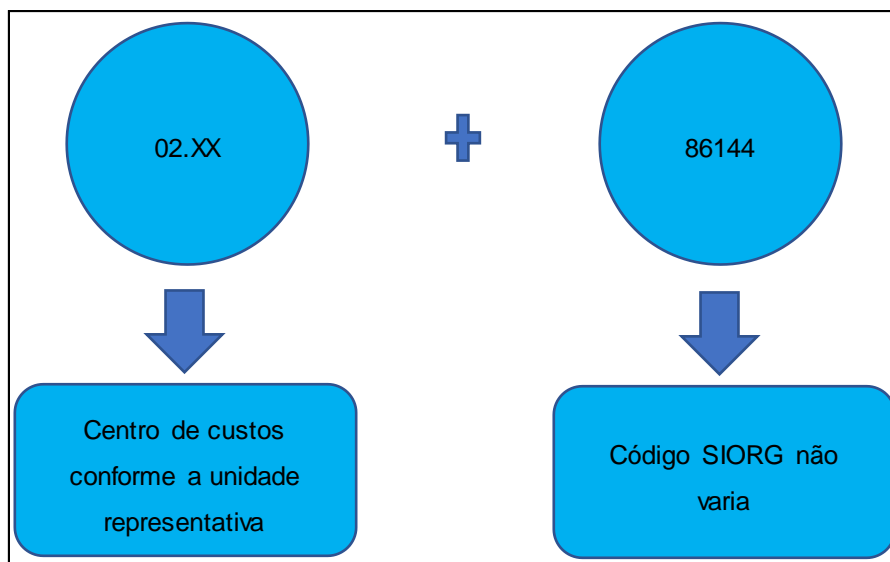 02.XX
86144
Centro de custos
conforme a unidade
representativa
Código SIORG não
varia